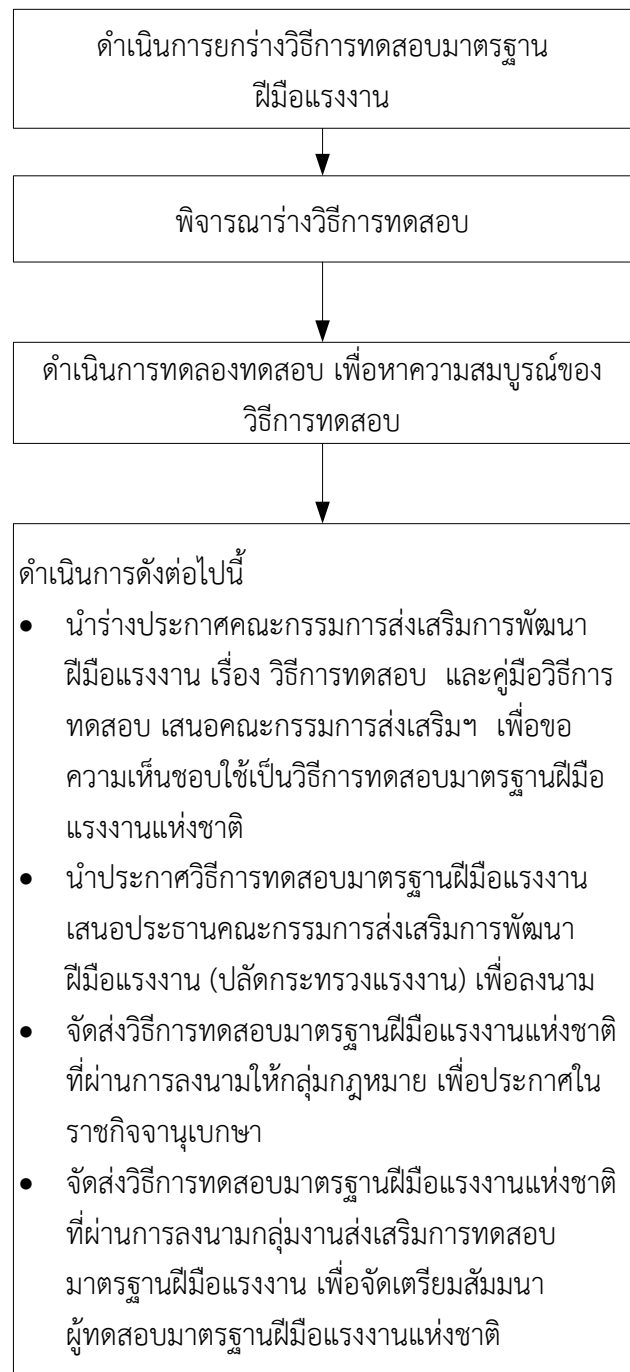 ดำเนินการยกร่างวิธีการทดสอบมาตรฐาน
ฝีมือแรงงาน
พิจารณาร่างวิธีการทดสอบ
ดำเนินการทดลองทดสอบ เพื่อหาความสมบูรณ์ของ
วิธีการทดสอบ
ดำเนินการดังต่อไปนี้
• นำร่างประกาศคณะกรรมการส่งเสริมการพัฒนา
ฝีมือแรงงาน เรื่อง วิธีการทดสอบ และคู่มือวิธีการ
ทดสอบ เสนอคณะกรรมการส่งเสริมฯ เพื่อขอ
ความเห็นชอบใช้เป็นวิธีการทดสอบมาตรฐานฝีมือ
แรงงานแห่งชาติ
• นำประกาศวิธีการทดสอบมาตรฐานฝีมือแรงงาน
เสนอประธานคณะกรรมการส่งเสริมการพัฒนา
ฝีมือแรงงาน (ปลัดกระทรวงแรงงาน) เพื่อลงนาม
• จัดส่งวิธีการทดสอบมาตรฐานฝีมือแรงงานแห่งชาติ
ที่ผ่านการลงนามให้กลุ่มกฎหมาย เพื่อประกาศใน
ราชกิจจานุเบกษา
• จัดส่งวิธีการทดสอบมาตรฐานฝีมือแรงงานแห่งชาติ
ที่ผ่านการลงนามกลุ่มงานส่งเสริมการทดสอบ
มาตรฐานฝีมือแรงงาน เพื่อจัดเตรียมสัมมนา
ผู้ทดสอบมาตรฐานฝีมือแรงงานแห่งชาติ